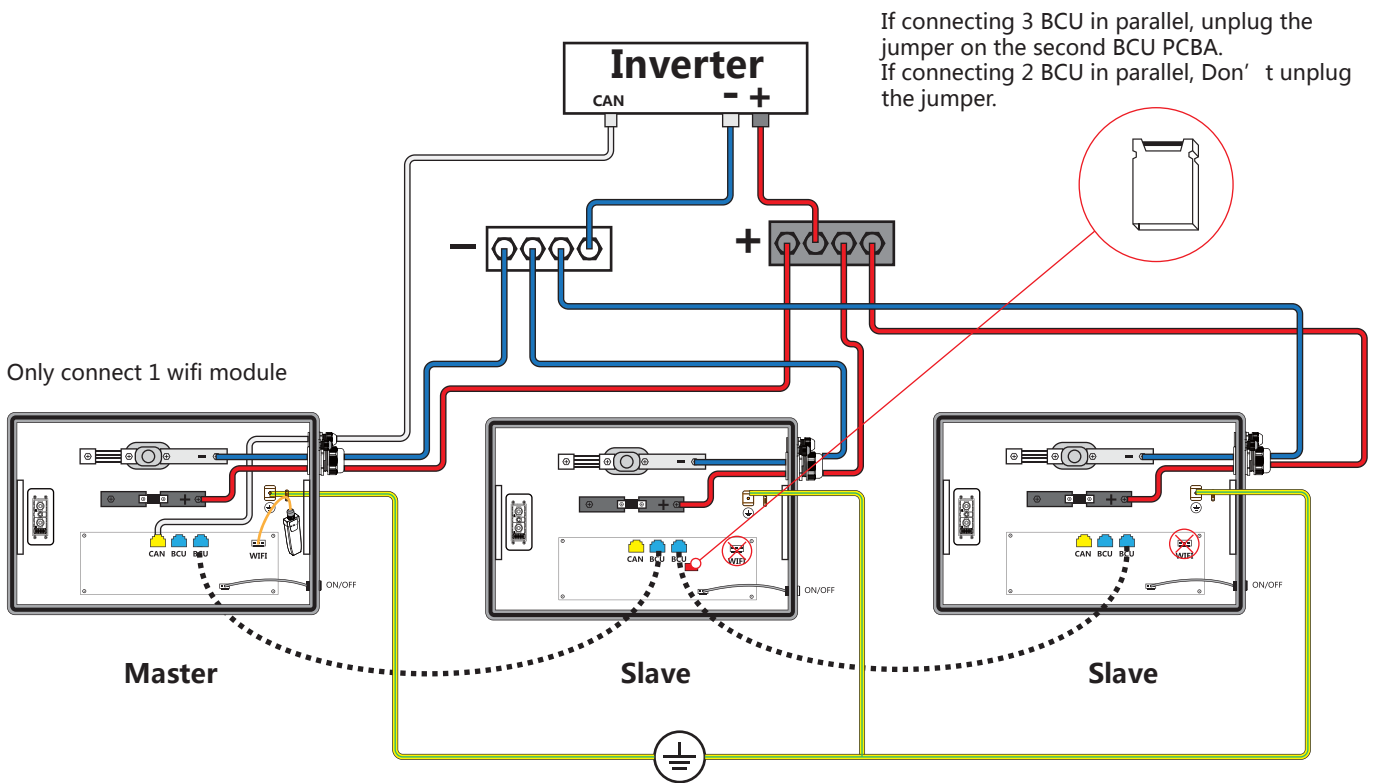 If connecting 3 BCU in parallel, unplug the
jumper on the second BCU PCBA.
If connecting 2 BCU in parallel, Don’ t unplug
the jumper.
Inverter
CAN
- +
−
+
Only connect 1 wifi module
- 
+
CAN BCU BCU
WIFI
ON/OFF
Master
-
+
CAN BCU BCU
WIFI
ON/OFF
Slave
-
+
CAN BCU BCU
WIFI
ON/OFF
Slave